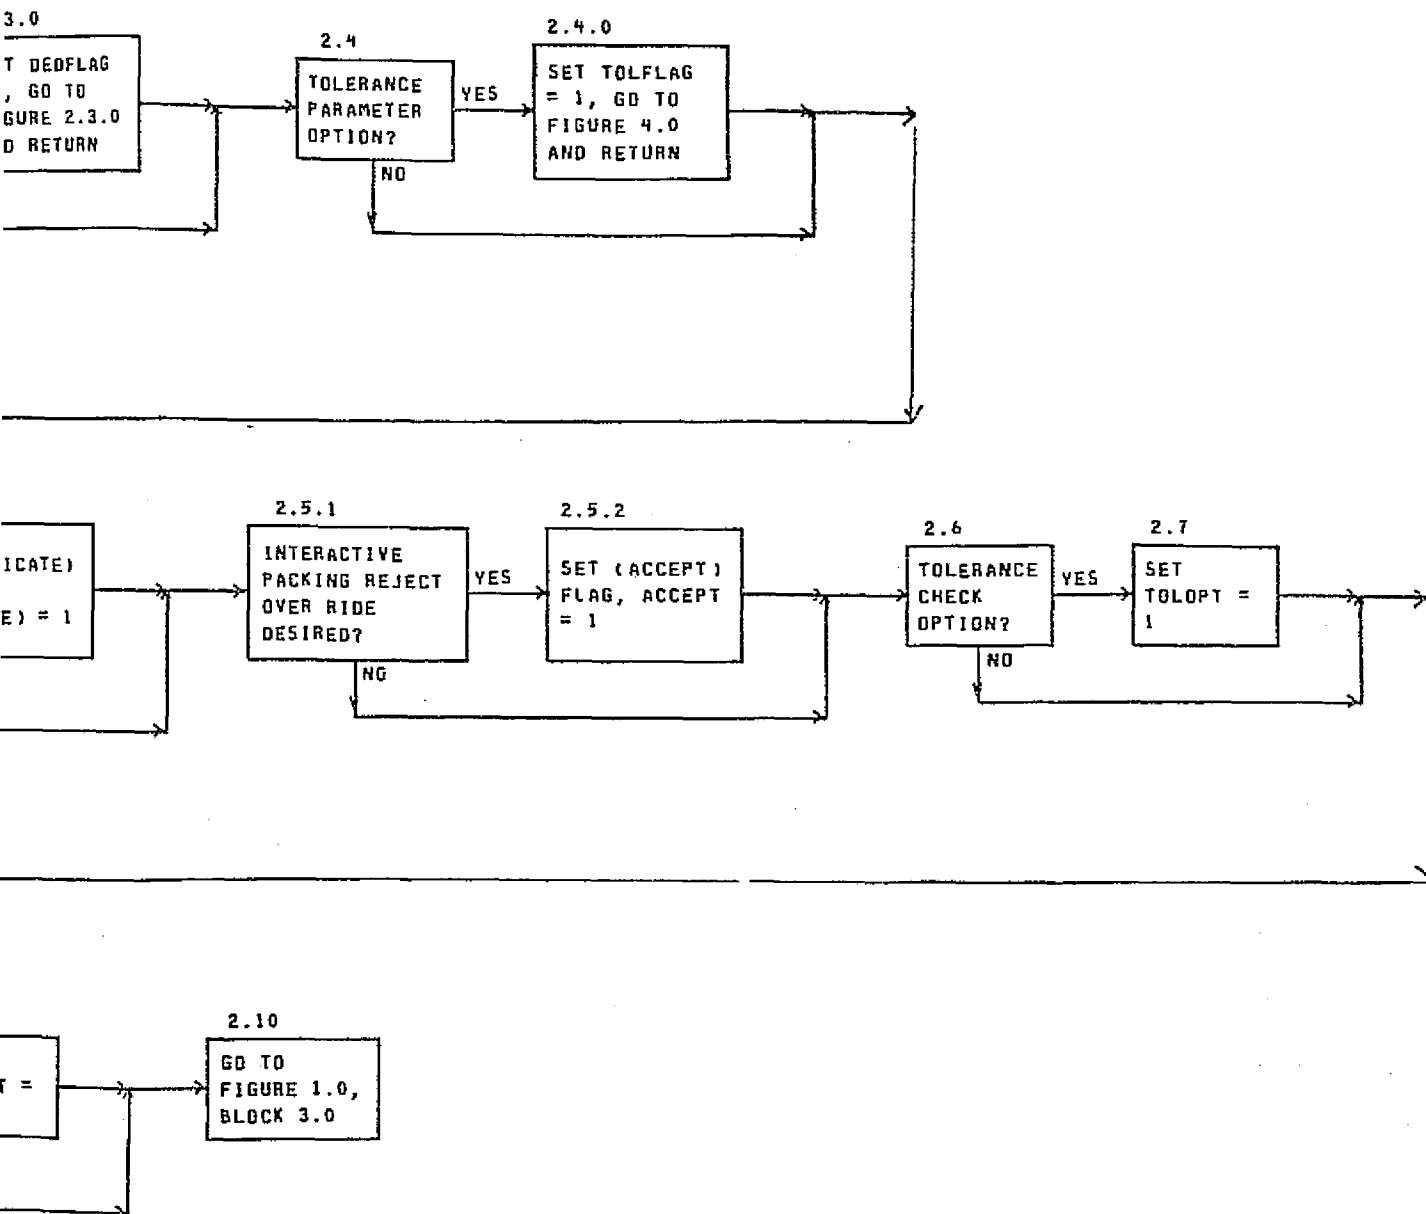 3.0
T DEDFLAG
, GO TO
GURE 2.3.0
D RETURN
2.4
TOLERANCE
PARAMETER
OPTION?
YES
NO
2.4.0
SET TOLFLAG
= 1, GO TO
FIGURE 4.0
AND RETURN
ICATE)
E) = 1
2.5.1
INTERACTIVE
PACKING REJECT
OVER RIDE
DESIRED?
YES
NO
2.5.2
SET (ACCEPT)
FLAG, ACCEPT
= 1
2.6
TOLERANCE
CHECK
OPTION?
YES
NO
2.7
SET
TOLOPT =
1
T =
2.10
GO TO
FIGURE 1.0,
BLOCK 3.0